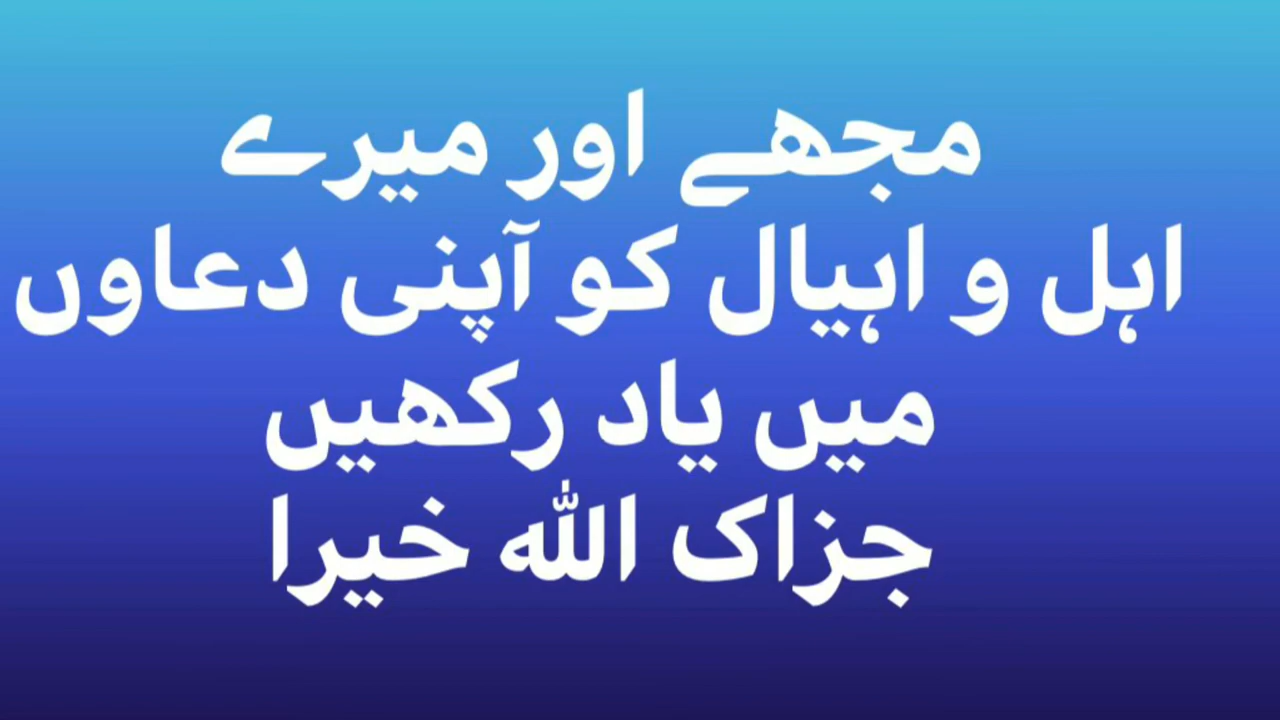 مجھے اور میرے
اہل و اہیال کو آپنی دعاوں
میں یاد رکھیں
جزاک اللہ خیرا